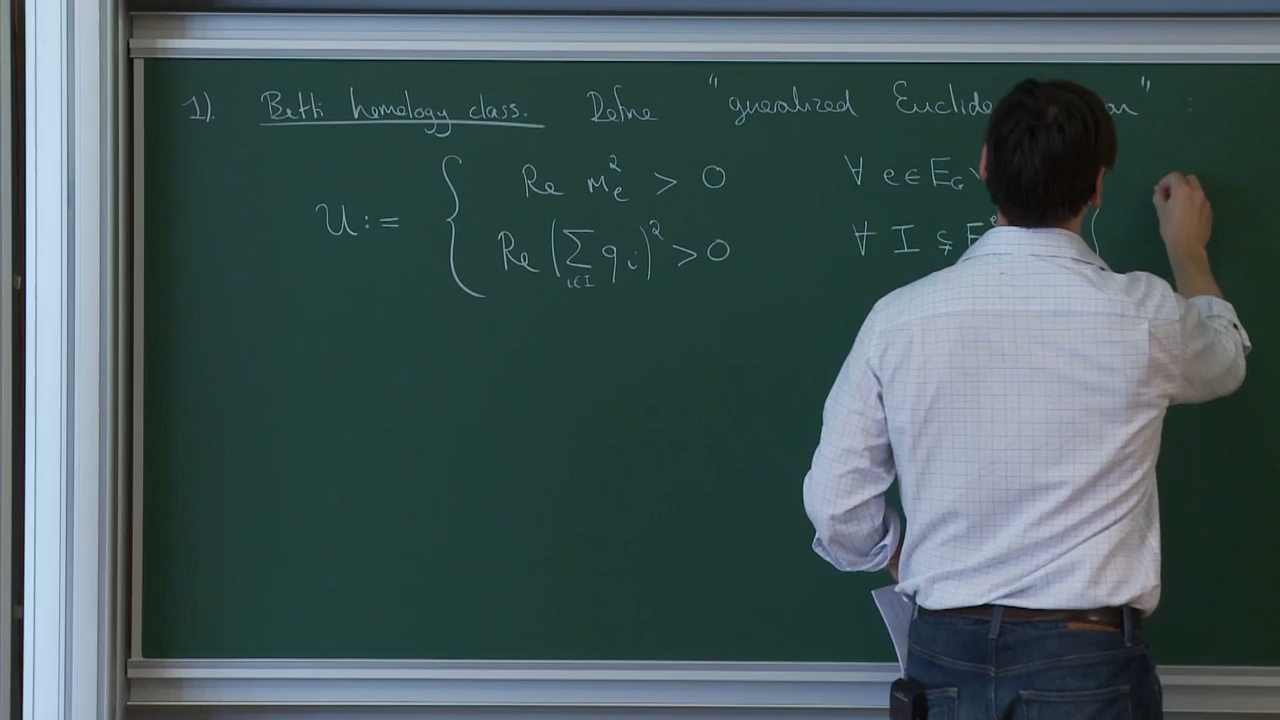 1). Betti homology class. Define "generalized Euclide
U := { Re m_e^2 > 0 ∀ e ∈ E_G
Re (∑_{i∈I} q_i)^2 > 0 ∀ I ⊊ E